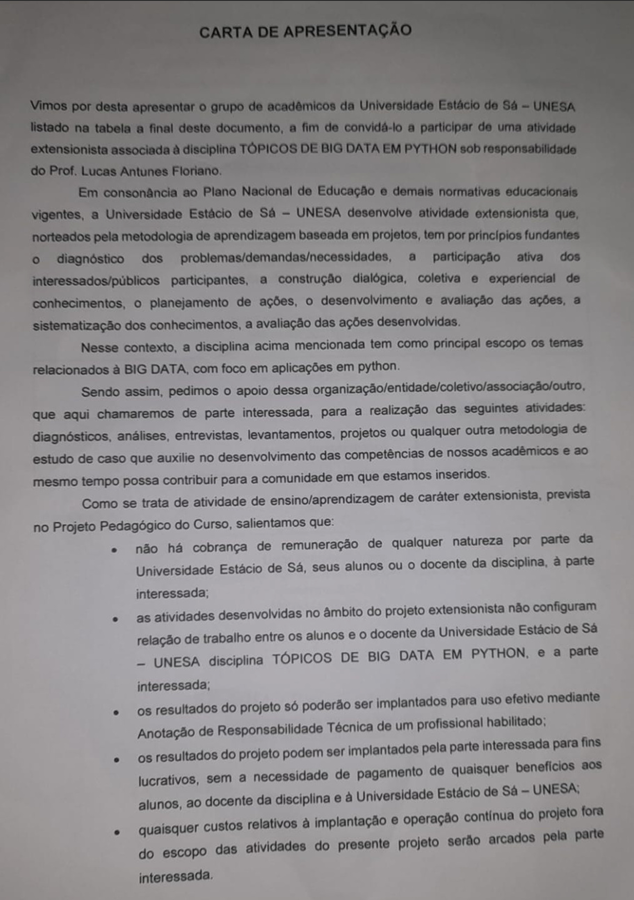 CARTA DE APRESENTAÇÃO
Vimos por desta apresentar o grupo de acadêmicos da Universidade Estácio de Sá – UNESA
listado na tabela a final deste documento, a fim de convidá-lo a participar de uma atividade
extensionista associada à disciplina TÓPICOS DE BIG DATA EM PYTHON sob responsabilidade
do Prof. Lucas Antunes Floriano.
Em consonância ao Plano Nacional de Educação e demais normativas educacionais
vigentes, a Universidade Estácio de Sá – UNESA desenvolve atividade extensionista que,
norteados pela metodologia de aprendizagem baseada em projetos, tem por princípios fundantes
o diagnóstico dos problemas/demandas/necessidades, a participação ativa dos
interessados/públicos participantes, a construção dialógica, coletiva e experiencial de
conhecimentos, o planejamento de ações, o desenvolvimento e avaliação das ações, a
sistematização dos conhecimentos, a avaliação das ações desenvolvidas.
Nesse contexto, a disciplina acima mencionada tem como principal escopo os temas
relacionados à BIG DATA, com foco em aplicações em python.
Sendo assim, pedimos o apoio dessa organização/entidade/coletivo/associação/outro,
que aqui chamaremos de parte interessada, para a realização das seguintes atividades:
diagnósticos, análises, entrevistas, levantamentos, projetos ou qualquer outra metodologia de
estudo de caso que auxilie no desenvolvimento das competências de nossos acadêmicos e ao
mesmo tempo possa contribuir para a comunidade em que estamos inseridos.
Como se trata de atividade de ensino/aprendizagem de caráter extensionista, prevista
no Projeto Pedagógico do Curso, salientamos que:
• não há cobrança de remuneração de qualquer natureza por parte da
Universidade Estácio de Sá, seus alunos ou o docente da disciplina, à parte
interessada;
• as atividades desenvolvidas no âmbito do projeto extensionista não configuram
relação de trabalho entre os alunos e o docente da Universidade Estácio de Sá
– UNESA disciplina TÓPICOS DE BIG DATA EM PYTHON, e a parte
interessada;
• os resultados do projeto só poderão ser implantados para uso efetivo mediante
Anotação de Responsabilidade Técnica de um profissional habilitado;
• os resultados do projeto podem ser implantados pela parte interessada para fins
lucrativos, sem a necessidade de pagamento de quaisquer benefícios aos
alunos, ao docente da disciplina e à Universidade Estácio de Sá – UNESA;
• quaisquer custos relativos à implantação e operação contínua do projeto fora
do escopo das atividades do presente projeto serão arcados pela parte
interessada.